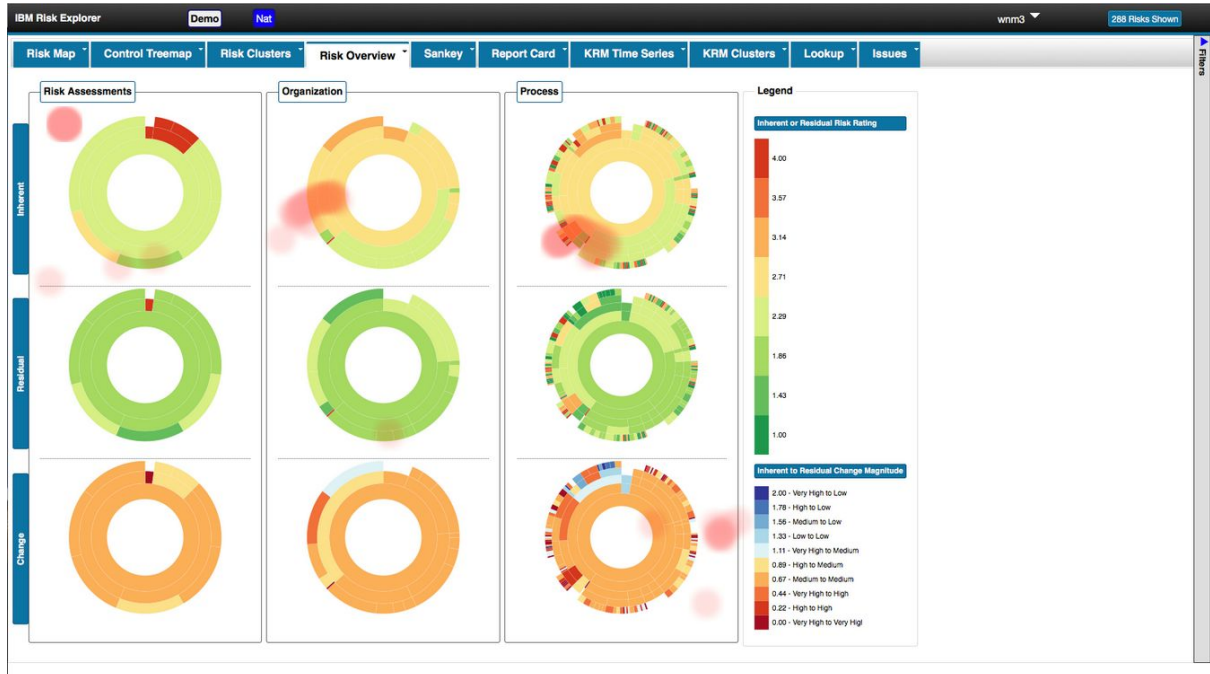 IBM Risk Explorer
Demo
Nat
wnm3
288 Risks Shown
Risk Map
Control Treemap
Risk Clusters
Risk Overview
Sankey
Report Card
KRM Time Series
KRM Clusters
Lookup
Issues
Filters
Risk Assessments
Organization
Process
Legend
Inherent
Residual
Change
Inherent or Residual Risk Rating
4.00
3.57
3.14
2.71
2.29
1.86
1.43
1.00
Inherent to Residual Change Magnitude
2.00 - Very High to Low
1.78 - High to Low
1.56 - Medium to Low
1.33 - Low to Low
1.11 - Very High to Medium
0.89 - High to Medium
0.67 - Medium to Medium
0.44 - Very High to High
0.22 - High to High
0.00 - Very High to Very Higl